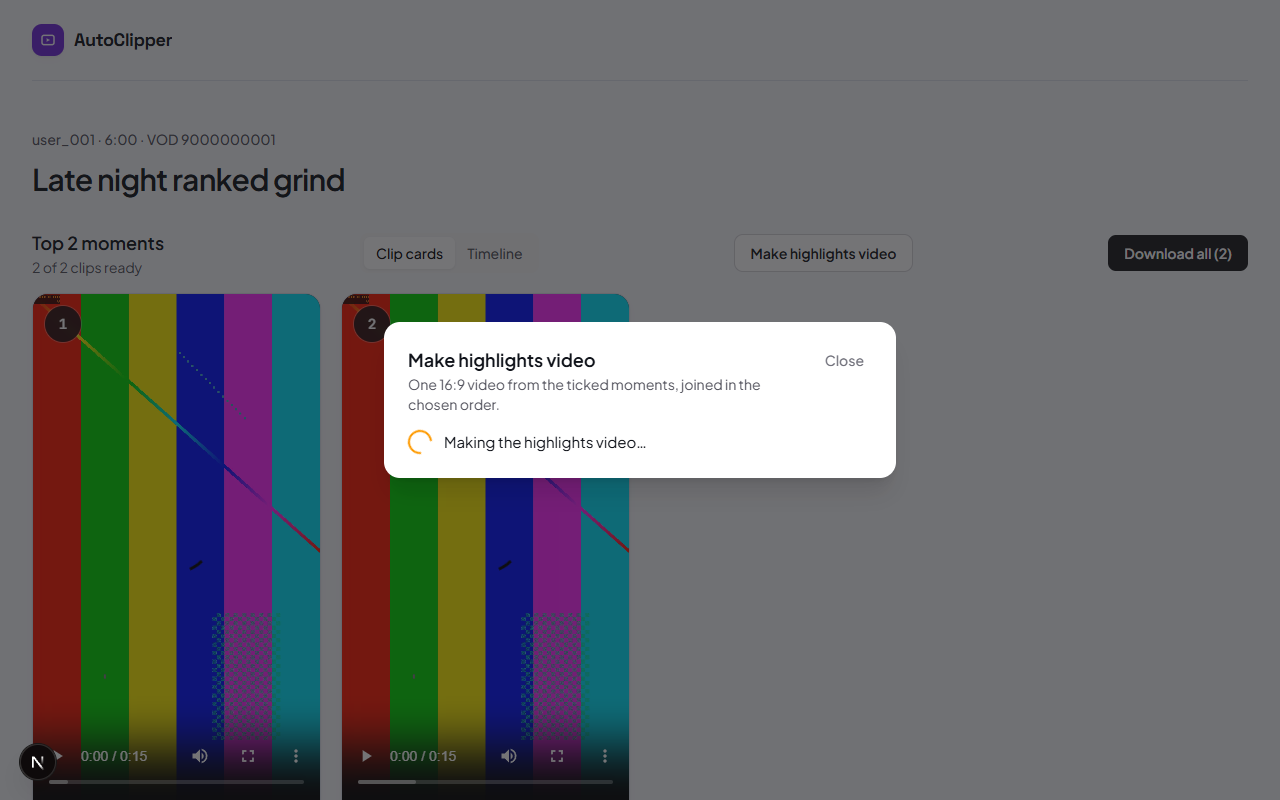 AutoClipper
user_001 · 6:00 · VOD 9000000001
Late night ranked grind
Top 2 moments
2 of 2 clips ready
Clip cards
Timeline
Make highlights video
Download all (2)
1
2
Make highlights video
Close
One 16:9 video from the ticked moments, joined in the
chosen order.
Making the highlights video…
0:00 / 0:15
0:00 / 0:15
N